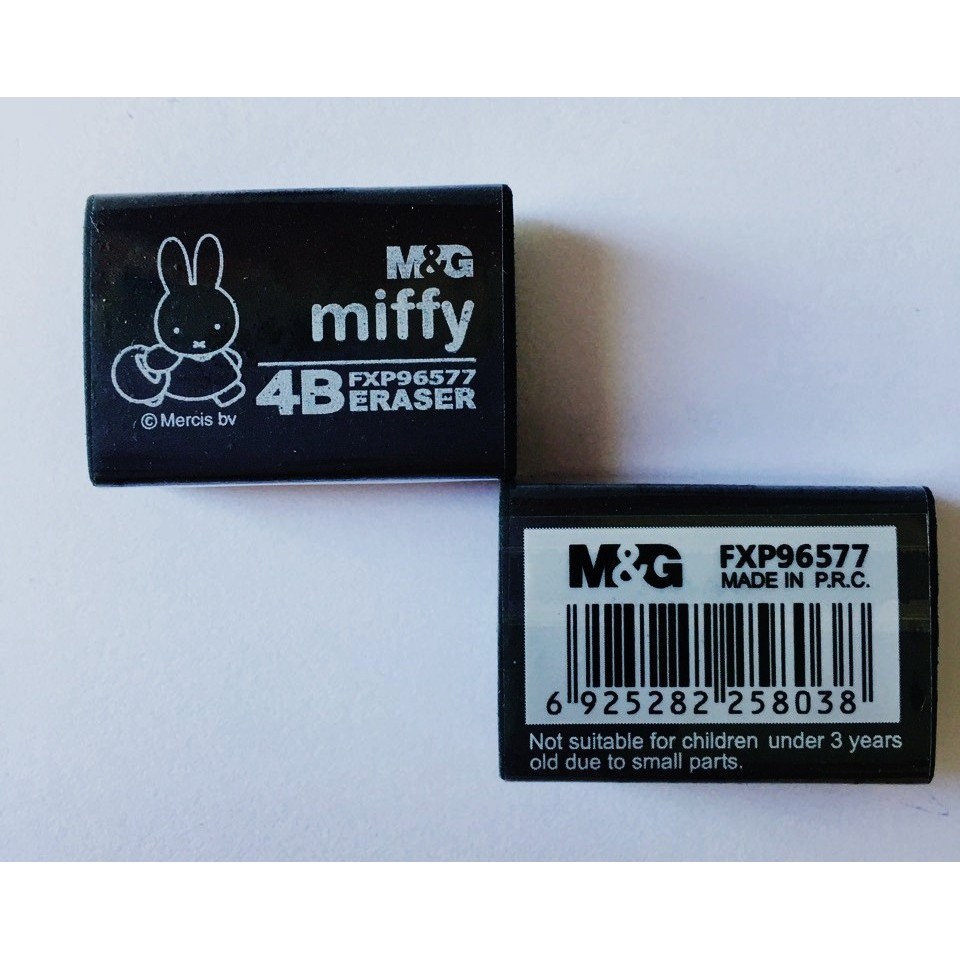 M&G
miffy
4B FXP96577
ERASER
© Mercis bv
M&G FXP96577
MADE IN P.R.C.
6 925282 258038
Not suitable for children under 3 years
old due to small parts.